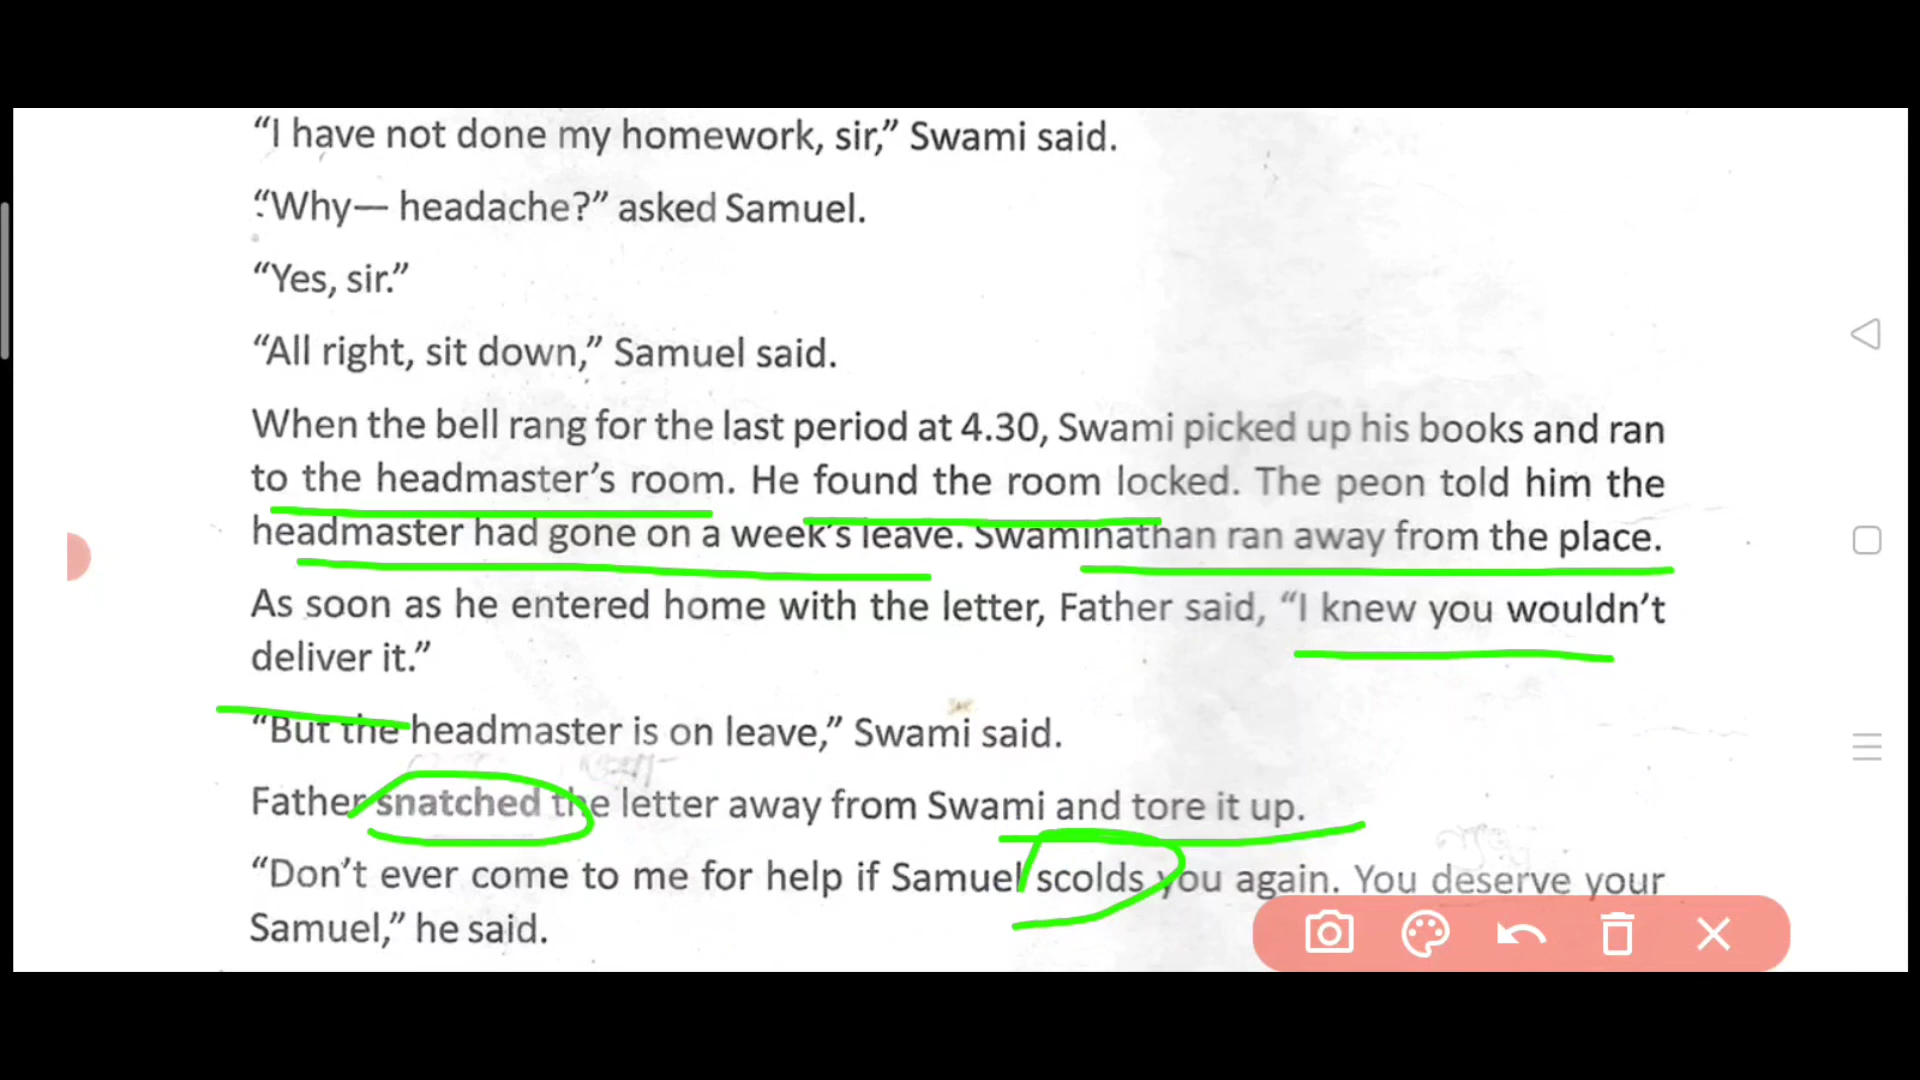 “I have not done my homework, sir,” Swami said.
“Why— headache?” asked Samuel.
“Yes, sir.”
“All right, sit down,” Samuel said.
When the bell rang for the last period at 4.30, Swami picked up his books and ran
to the headmaster’s room. He found the room locked. The peon told him the
headmaster had gone on a week’s leave. Swaminathan ran away from the place.
As soon as he entered home with the letter, Father said, “I knew you wouldn’t
deliver it.”
“But the headmaster is on leave,” Swami said.
Father snatched the letter away from Swami and tore it up.
“Don’t ever come to me for help if Samuel scolds you again. You deserve your
Samuel,” he said.